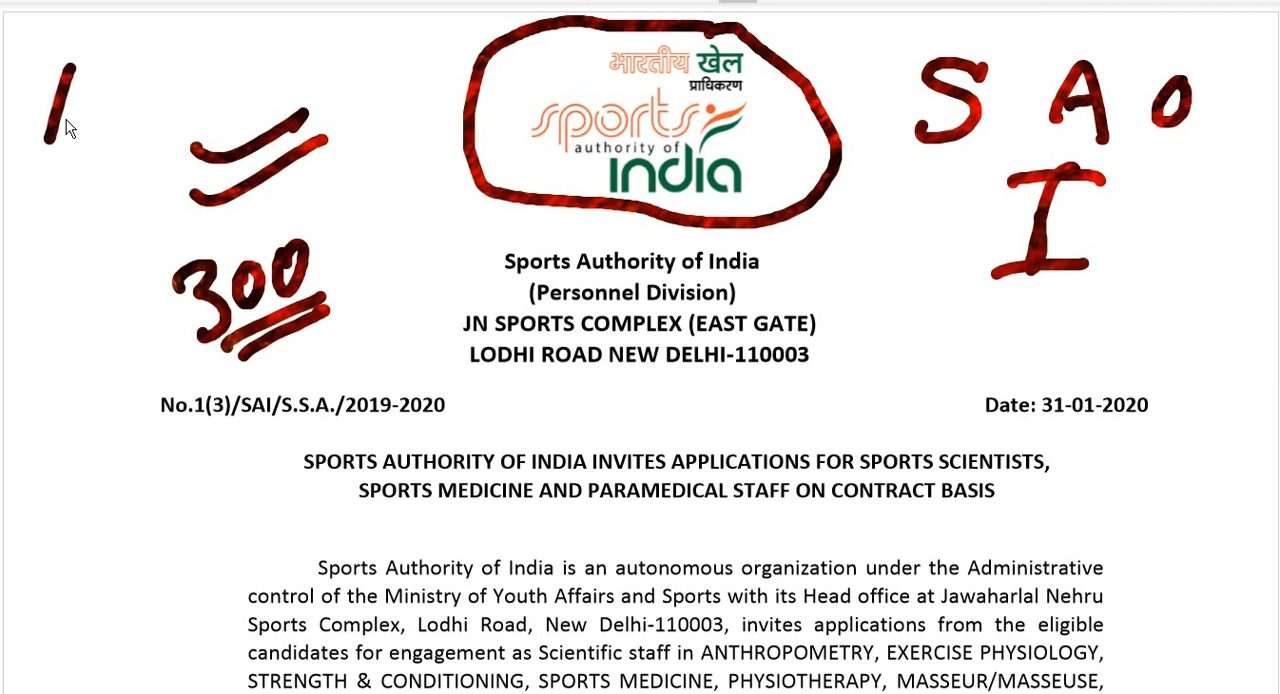 भारतीय खेल
प्राधिकरण
sports
authority of
india
S A O
I
300
Sports Authority of India
(Personnel Division)
JN SPORTS COMPLEX (EAST GATE)
LODHI ROAD NEW DELHI-110003
No.1(3)/SAI/S.S.A./2019-2020 Date: 31-01-2020
SPORTS AUTHORITY OF INDIA INVITES APPLICATIONS FOR SPORTS SCIENTISTS,
SPORTS MEDICINE AND PARAMEDICAL STAFF ON CONTRACT BASIS
Sports Authority of India is an autonomous organization under the Administrative
control of the Ministry of Youth Affairs and Sports with its Head office at Jawaharlal Nehru
Sports Complex, Lodhi Road, New Delhi-110003, invites applications from the eligible
candidates for engagement as Scientific staff in ANTHROPOMETRY, EXERCISE PHYSIOLOGY,
STRENGTH & CONDITIONING, SPORTS MEDICINE, PHYSIOTHERAPY, MASSEUR/MASSEUSE,